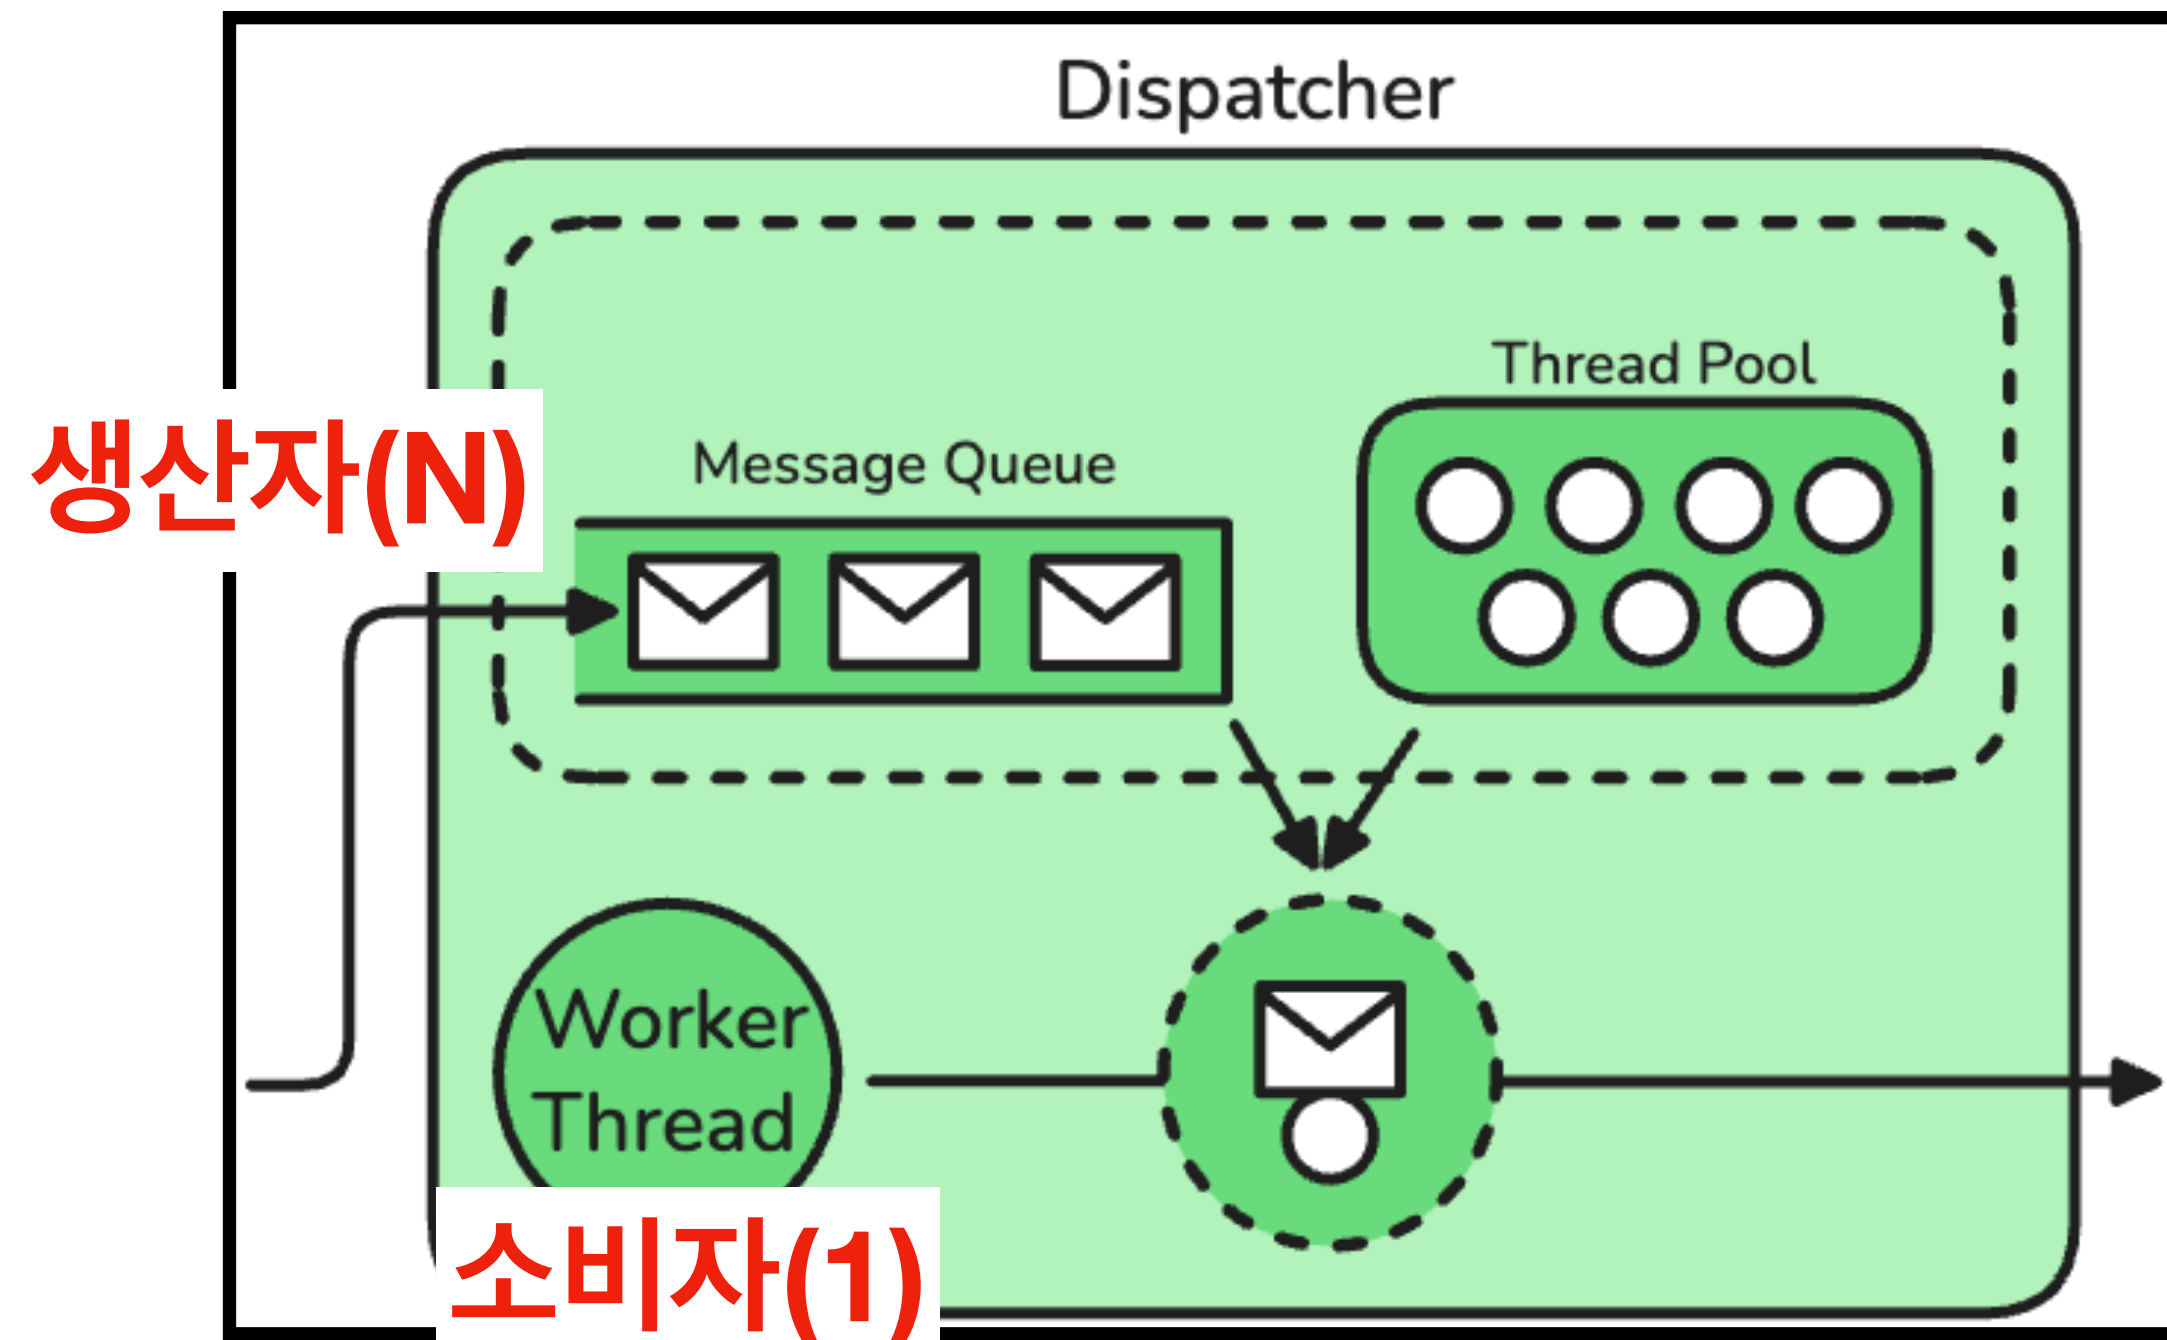 Dispatcher
Thread Pool
생산자(N)
Message Queue
Worker
Thread
소비자(1)